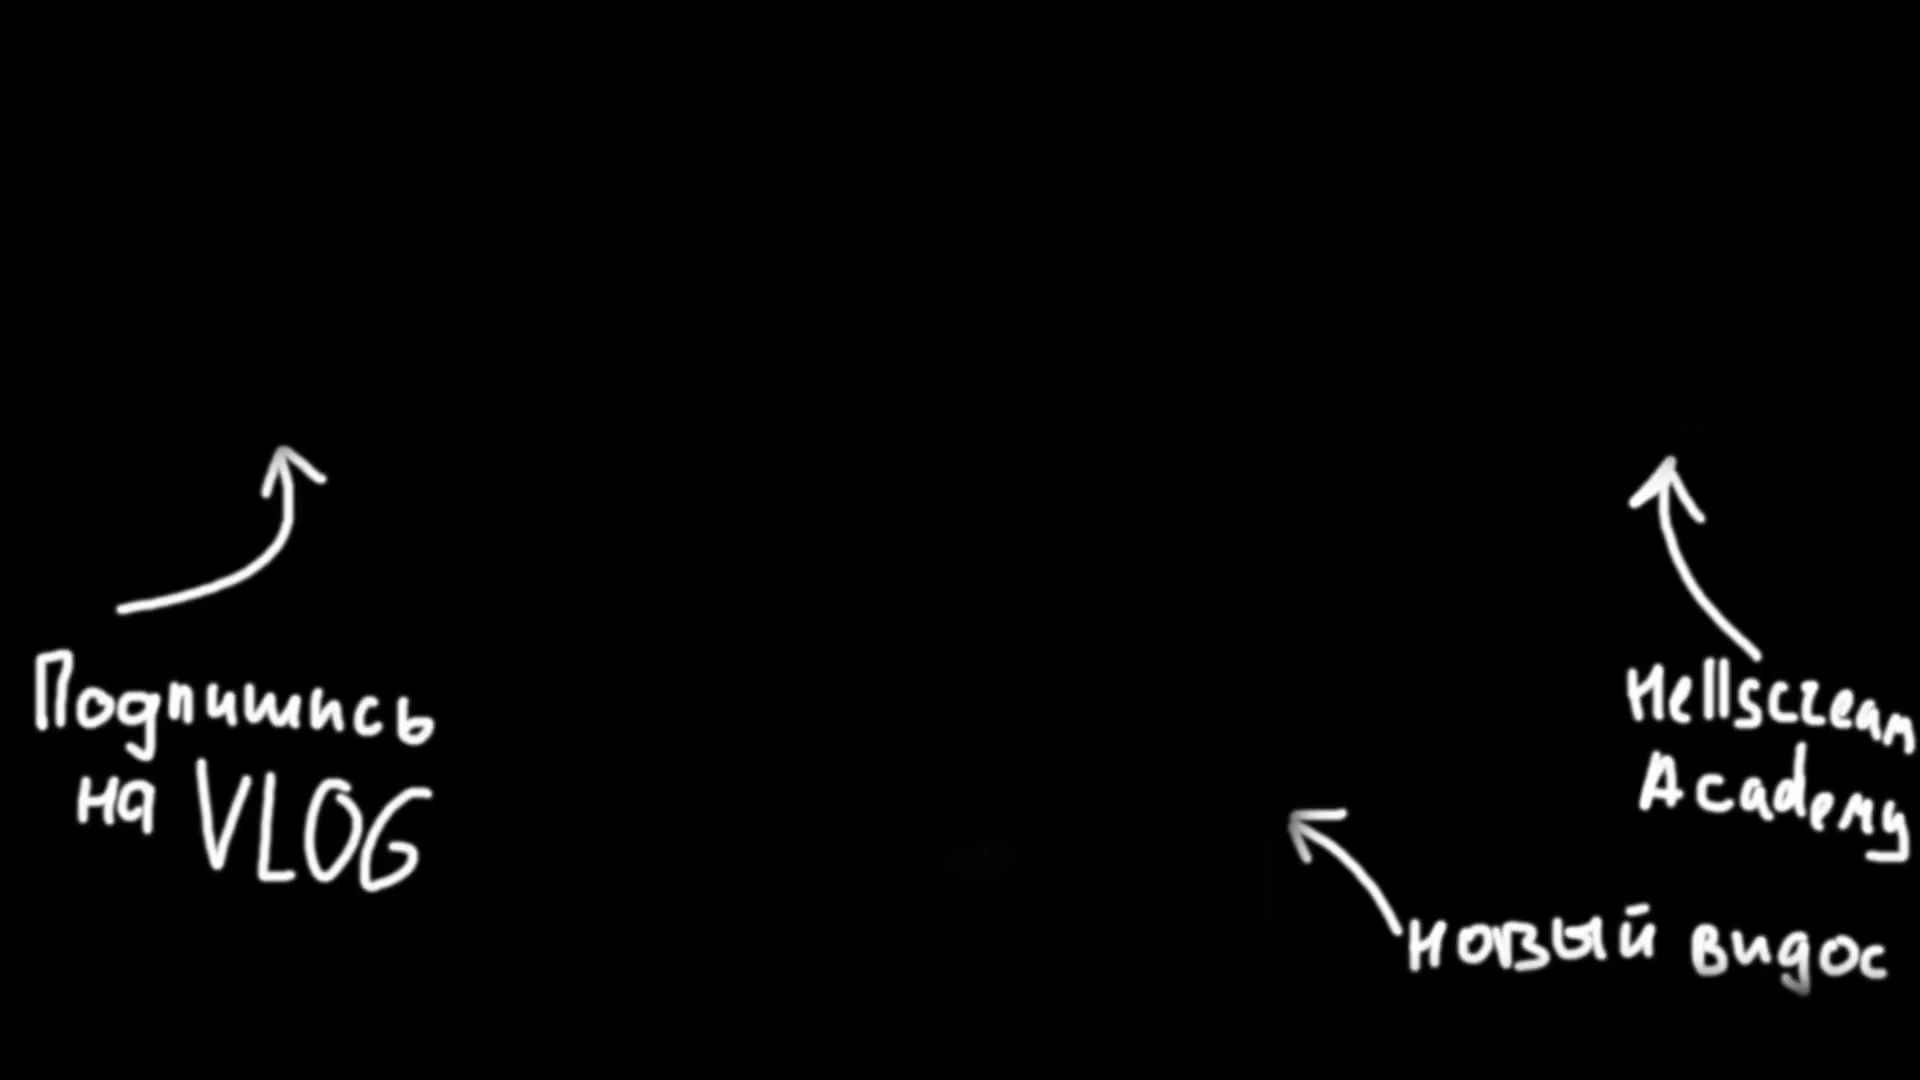 Подпишись
на VLOG
Hellscream
Academy
новый видос